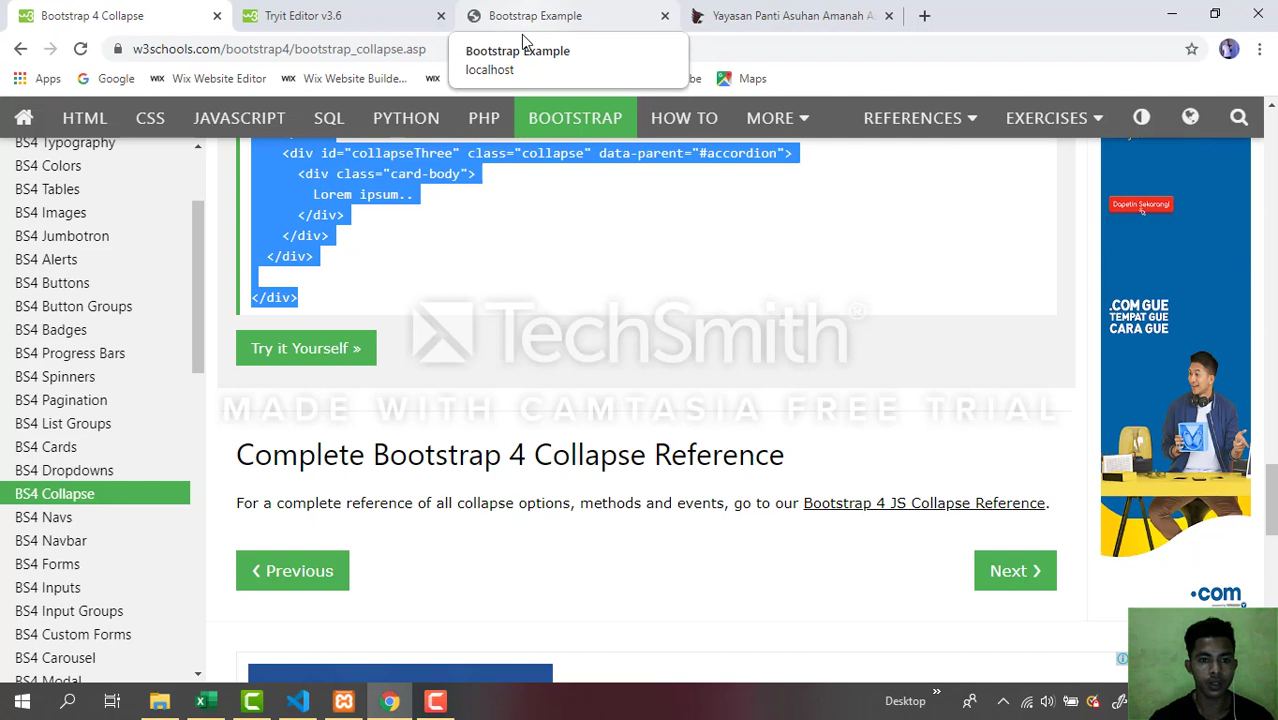 Bootstrap 4 Collapse
Tryit Editor v3.6
Bootstrap Example
Yayasan Panti Asuhan Amanah A
w3schools.com/bootstrap4/bootstrap_collapse.asp
Bootstrap Example
localhost
Apps
Google
Wix Website Editor
Wix Website Builde...
Maps
HTML
CSS
JAVASCRIPT
SQL
PYTHON
PHP
BOOTSTRAP
HOW TO
MORE
REFERENCES
EXERCISES
BS4 Typography
BS4 Colors
BS4 Tables
BS4 Images
BS4 Jumbotron
BS4 Alerts
BS4 Buttons
BS4 Button Groups
BS4 Badges
BS4 Progress Bars
BS4 Spinners
BS4 Pagination
BS4 List Groups
BS4 Cards
BS4 Dropdowns
BS4 Collapse
BS4 Navs
BS4 Navbar
BS4 Forms
BS4 Inputs
BS4 Input Groups
BS4 Custom Forms
BS4 Carousel
BS4 Modal
<div id="collapseThree" class="collapse" data-parent="#accordion">
<div class="card-body">
Lorem ipsum..
</div>
</div>
</div>
</div>
Try it Yourself »
TechSmith®
MADE WITH CAMTASIA FREE TRIAL
Complete Bootstrap 4 Collapse Reference
For a complete reference of all collapse options, methods and events, go to our Bootstrap 4 JS Collapse Reference.
❮ Previous
Next ❯
Dapetin Sekarang!
.COM GUE
TEMPAT GUE
CARA GUE
.com
Desktop